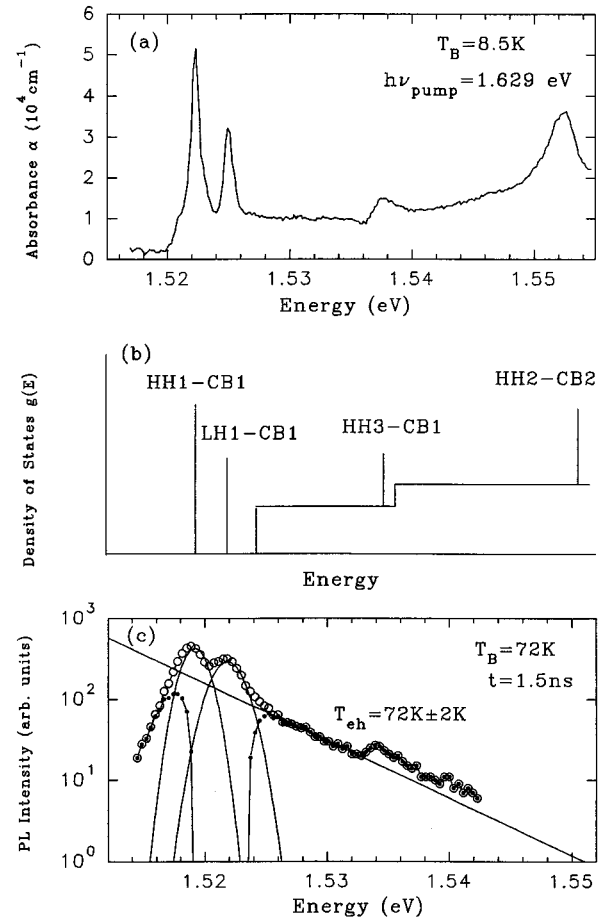 (a)
T_B=8.5K
hν_pump=1.629 eV
Absorbance α (10⁴cm⁻¹)
6
5
4
3
2
1
0
1.52 1.53 1.54 1.55
Energy (eV)
(b)
HH1-CB1
LH1-CB1
HH3-CB1
HH2-CB2
Density of States g(E)
Energy
(c)
T_B=72K
t=1.5ns
T_eh=72K±2K
PL Intensity (arb. units)
10³
10²
10¹
10⁰
1.52 1.53 1.54 1.55
Energy (eV)